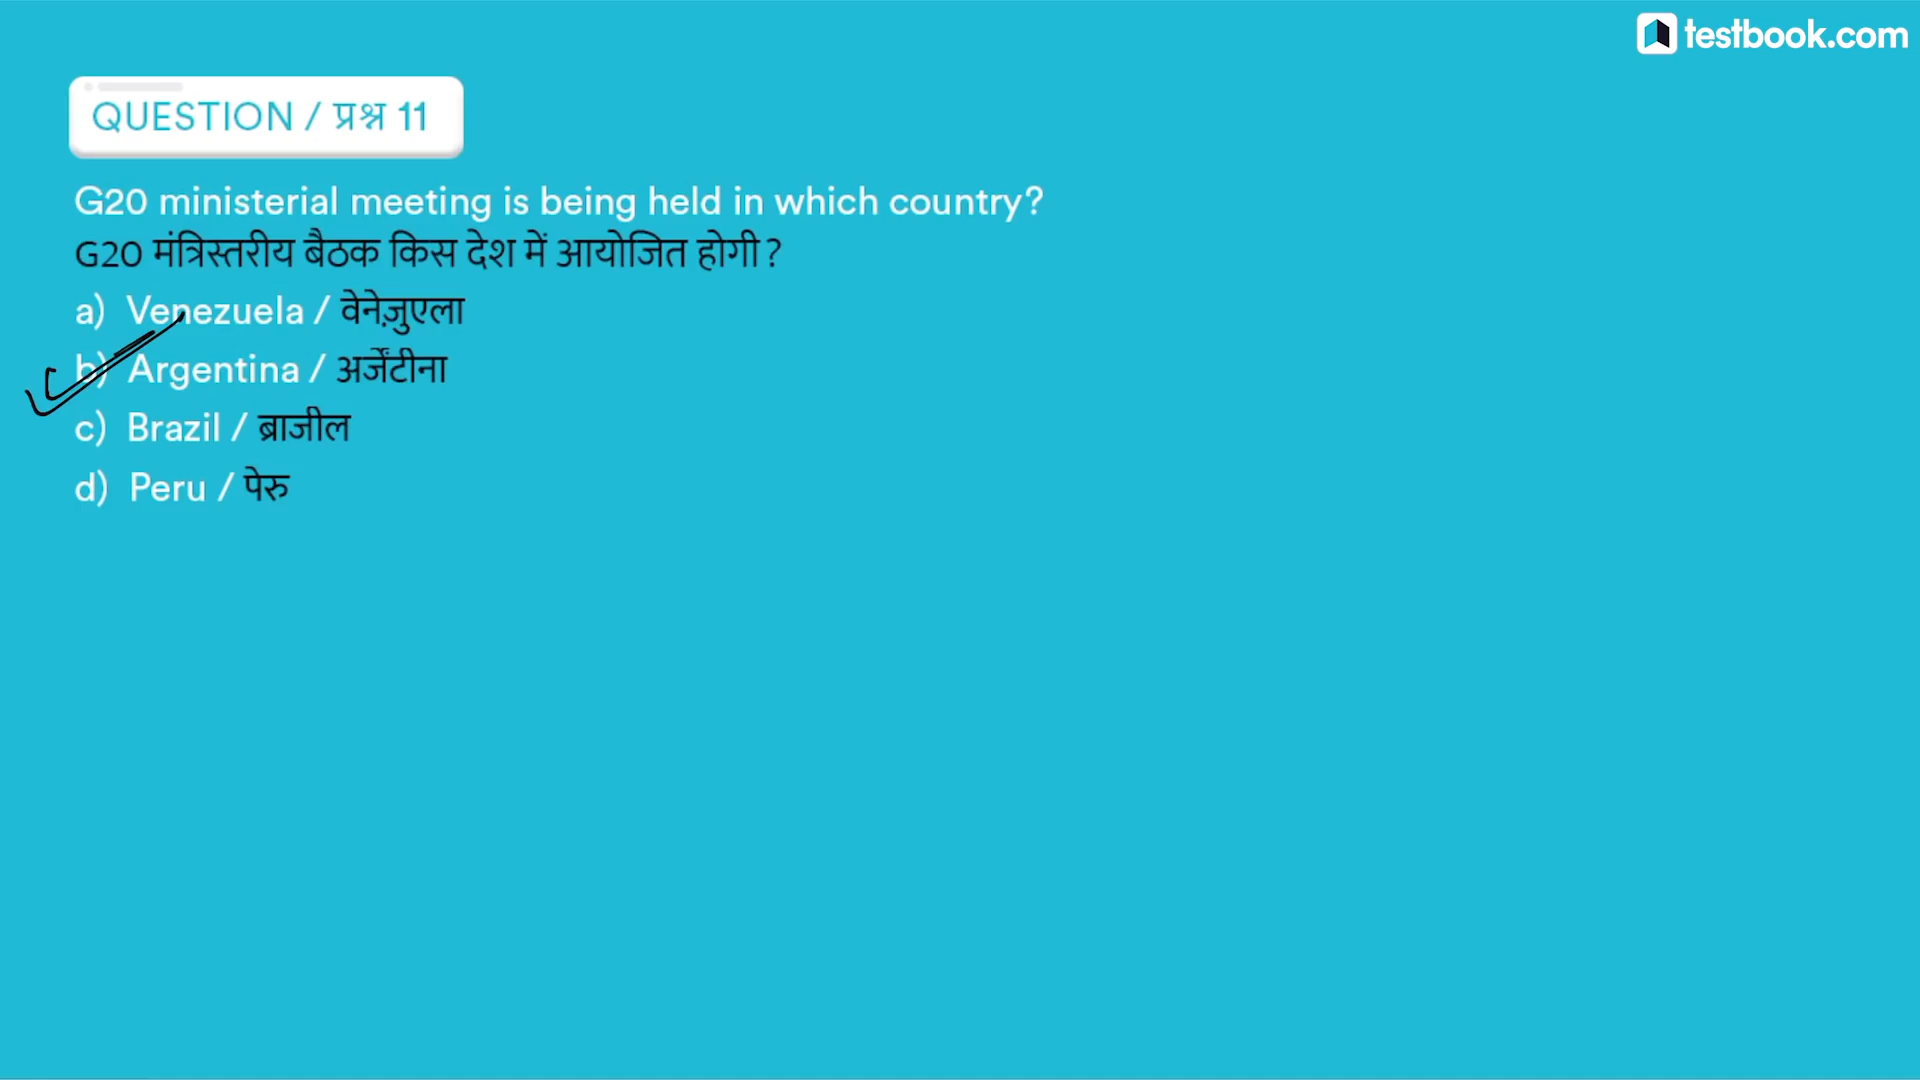 testbook.com
QUESTION / प्रश्न 11
G20 ministerial meeting is being held in which country?
G20 मंत्रिस्तरीय बैठक किस देश में आयोजित होगी?
a) Venezuela / वेनेज़ुएला
b) Argentina / अर्जेंटीना
c) Brazil / ब्राजील
d) Peru / पेरु